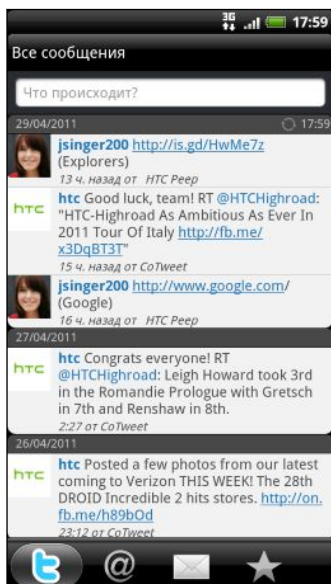 3G 17:59
Все сообщения
Что происходит?
29/04/2011 17:59
jsinger200 http://is.gd/HwMe7z
(Explorers)
13 ч. назад от HTC Peep
hTC
htc Good luck, team! RT @HTCHighroad:
"HTC-Highroad As Ambitious As Ever In
2011 Tour Of Italy http://fb.me/
x3DqBT3T"
15 ч. назад от CoTweet
jsinger200 http://www.google.com/
(Google)
16 ч. назад от HTC Peep
27/04/2011
hTC
htc Congrats everyone! RT
@HTCHighroad: Leigh Howard took 3rd
in the Romandie Prologue with Gretsch
in 7th and Renshaw in 8th.
2:27 от CoTweet
26/04/2011
hTC
htc Posted a few photos from our latest
coming to Verizon THIS WEEK! The 28th
DROID Incredible 2 hits stores. http://on.
fb.me/h89bOd
23:12 от CoTweet
@